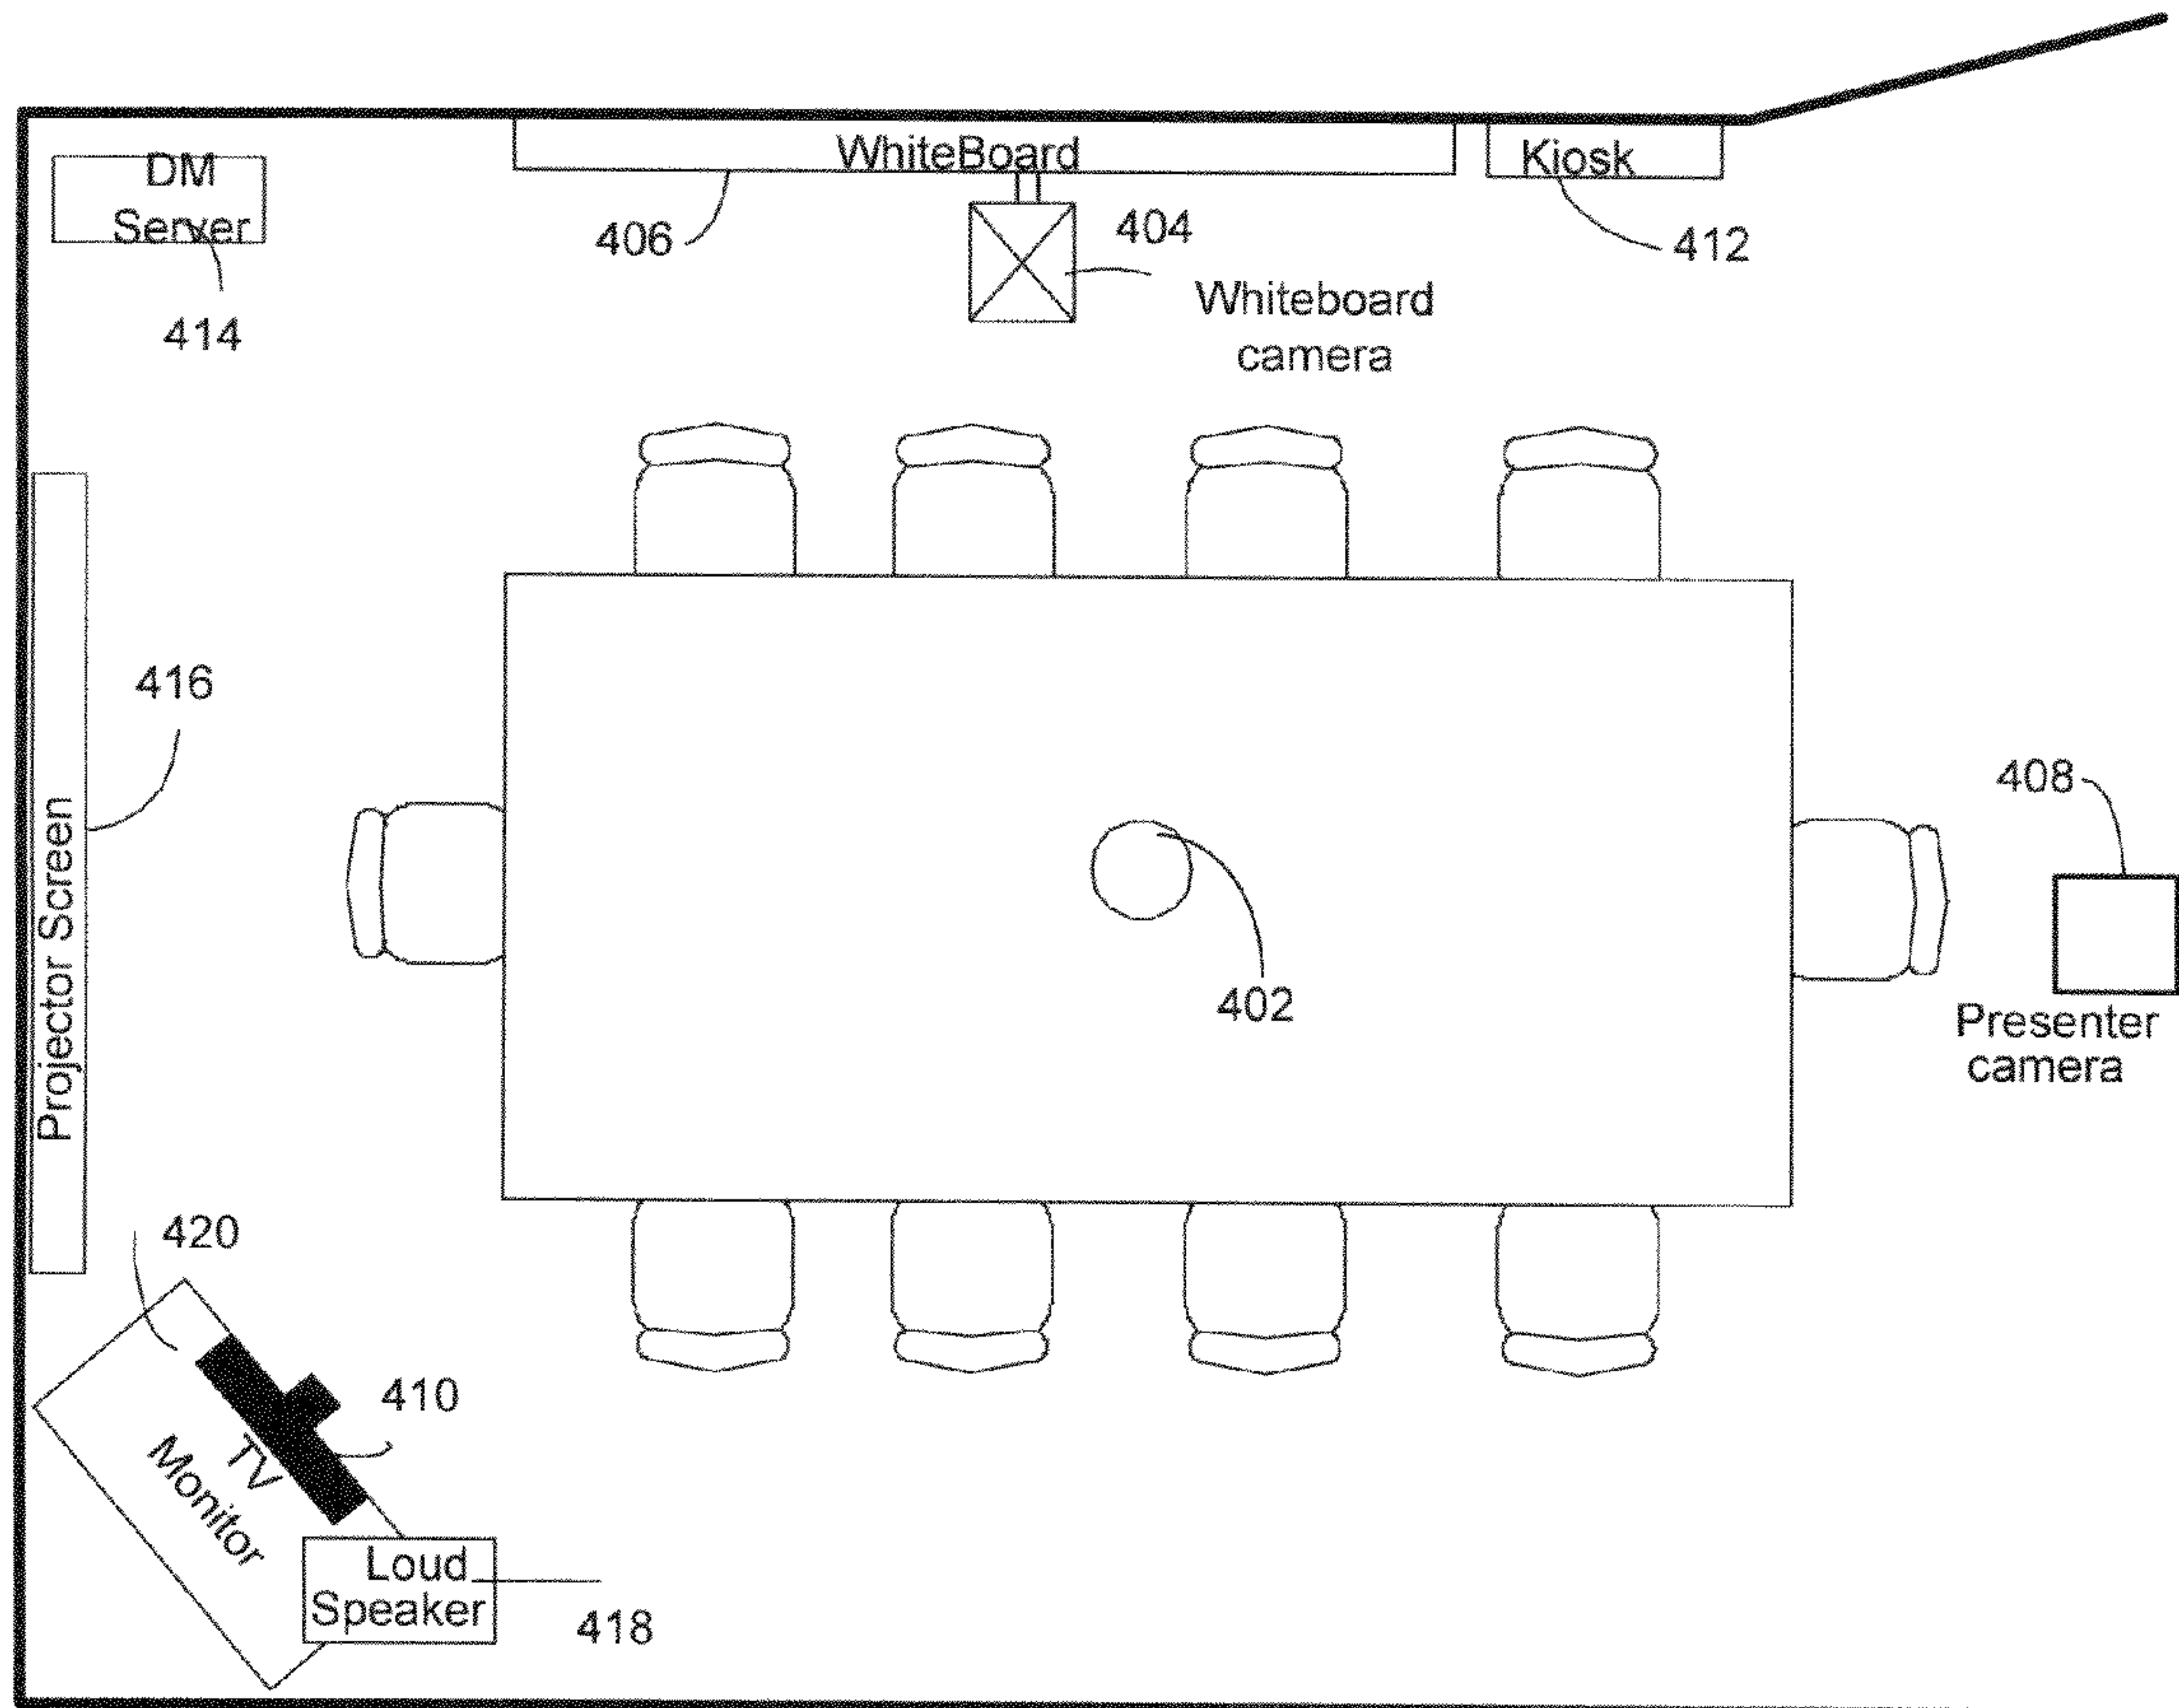 WhiteBoard
Kiosk
DM
Server
406
404
412
Whiteboard
camera
414
416
408
Projector Screen
402
Presenter
camera
420
410
TV
Monitor
Loud
Speaker
418